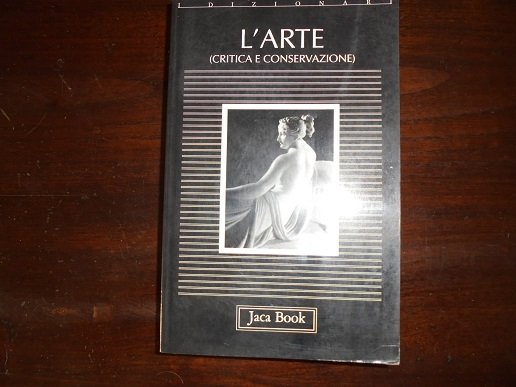 I DIZIONARI
L'ARTE
(CRITICA E CONSERVAZIONE)
Jaca Book